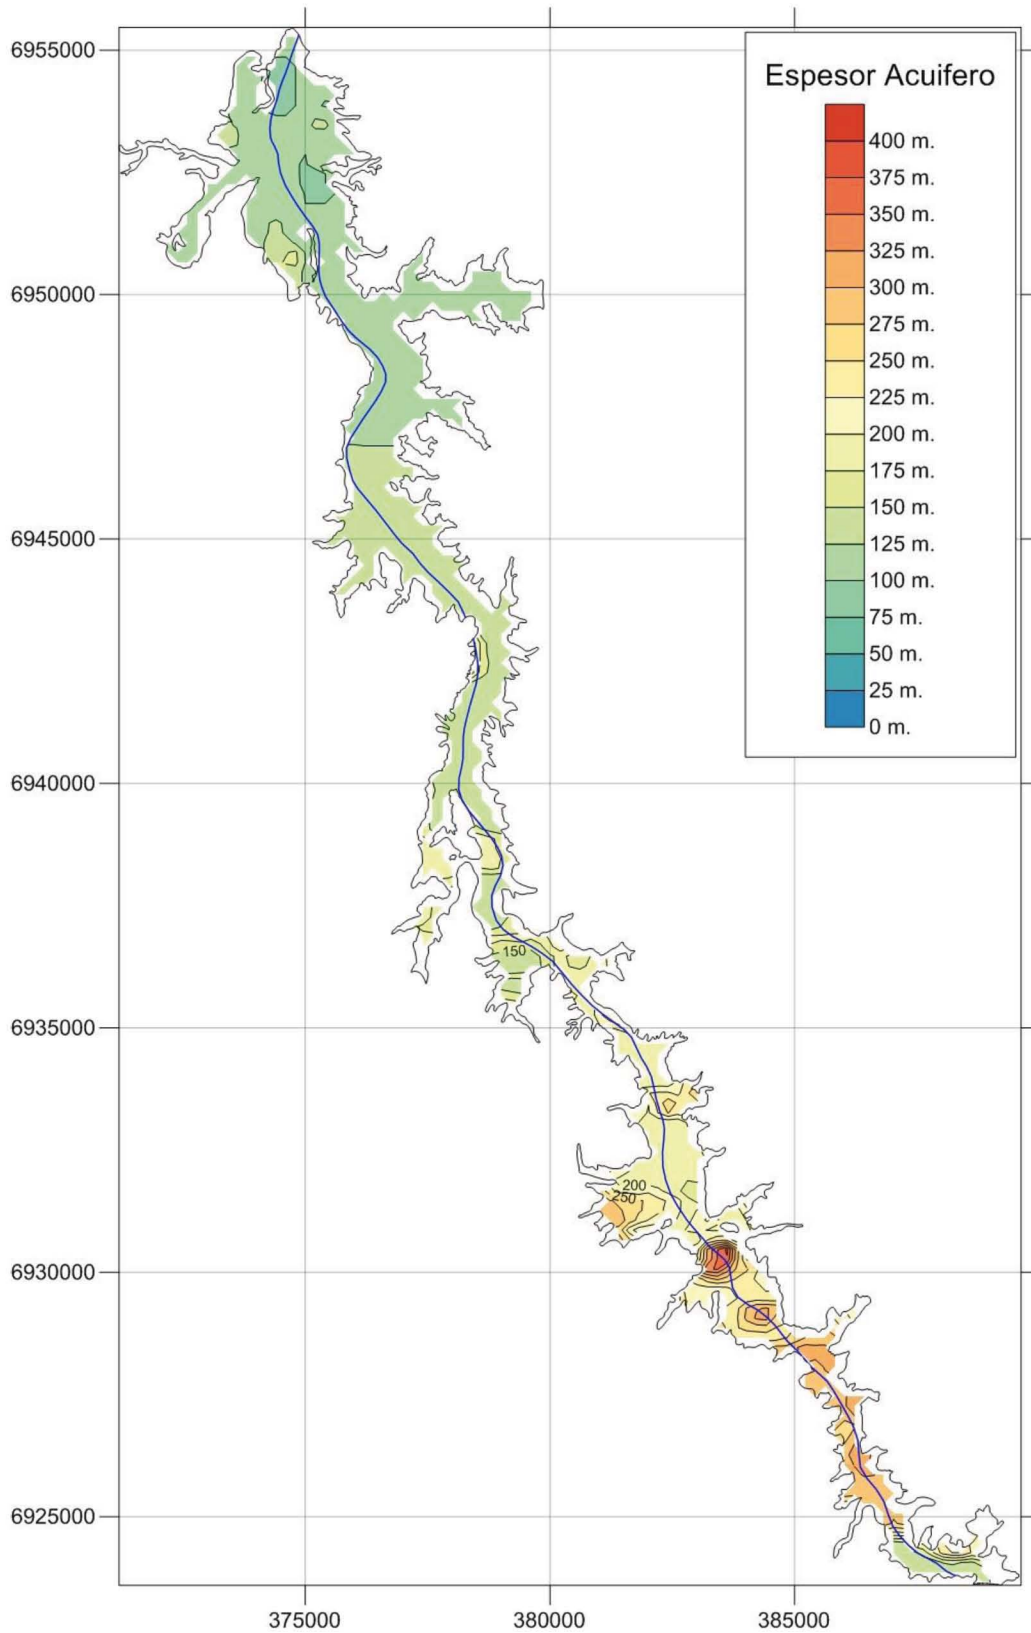 Espesor Acuifero
400 m.
375 m.
350 m.
325 m.
300 m.
275 m.
250 m.
225 m.
200 m.
175 m.
150 m.
125 m.
100 m.
75 m.
50 m.
25 m.
0 m.
6955000
6950000
6945000
6940000
6935000
6930000
6925000
150
200
250
375000
380000
385000